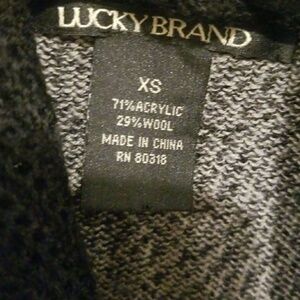 LUCKY BRAND
XS
71% ACRYLIC
29% WOOL
MADE IN CHINA
RN 80318